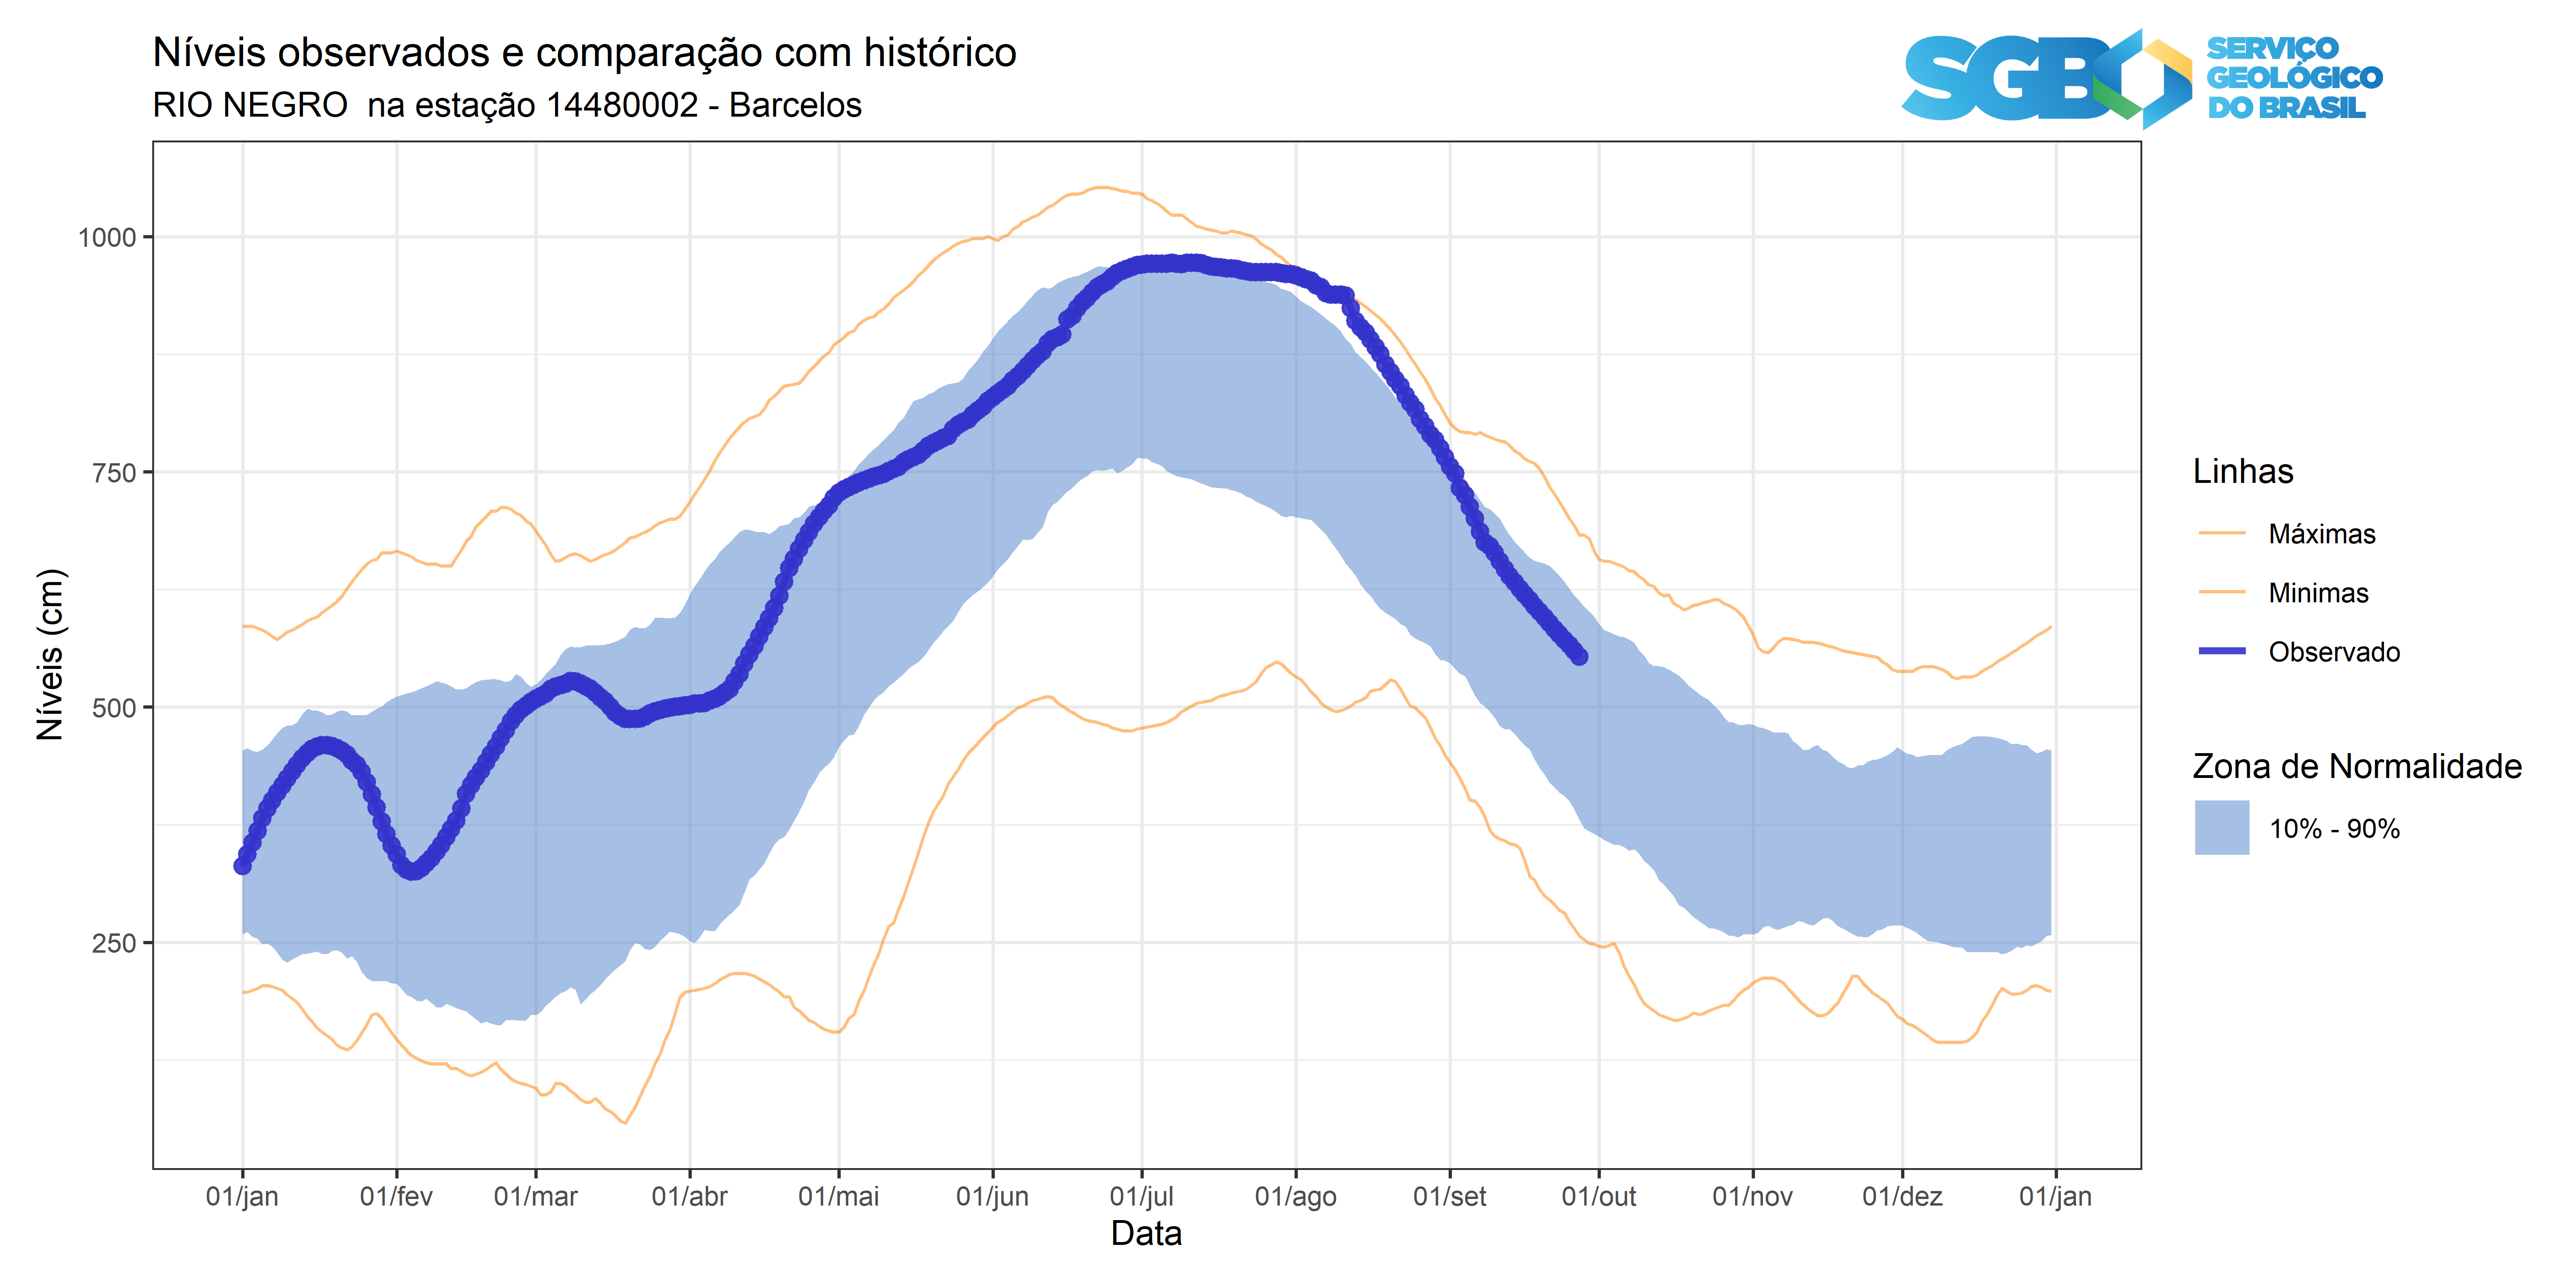 Níveis observados e comparação com histórico
RIO NEGRO  na estação 14480002 - Barcelos
SGB
SERVIÇO
GEOLÓGICO
DO BRASIL
Níveis (cm)
1000
750
500
250
01/jan 01/fev 01/mar 01/abr 01/mai 01/jun 01/jul 01/ago 01/set 01/out 01/nov 01/dez 01/jan
Data
Linhas
Máximas
Minimas
Observado
Zona de Normalidade
10% - 90%